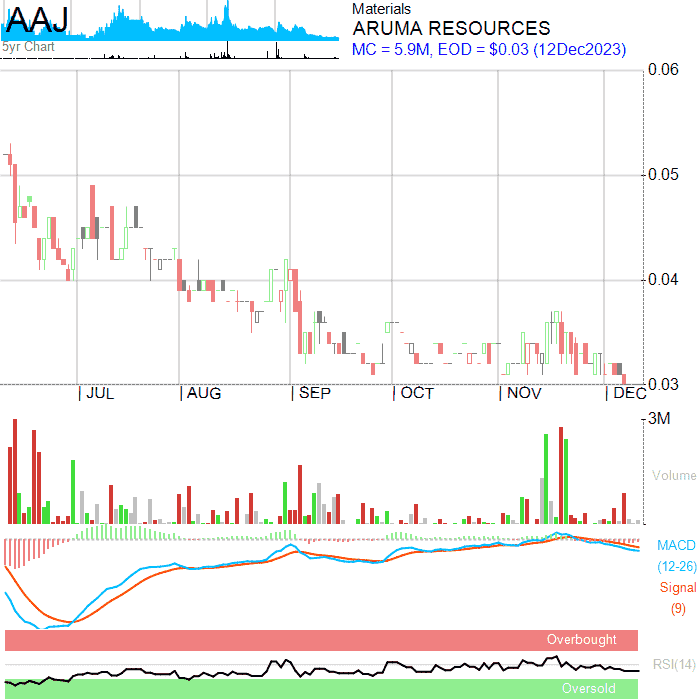 AAJ
5yr Chart
Materials
ARUMA RESOURCES
MC = 5.9M, EOD = $0.03 (12Dec2023)
0.06
0.05
0.04
0.03
JUL AUG SEP OCT NOV DEC
3M
Volume
MACD
(12-26)
Signal
(9)
Overbought
RSI(14)
Oversold